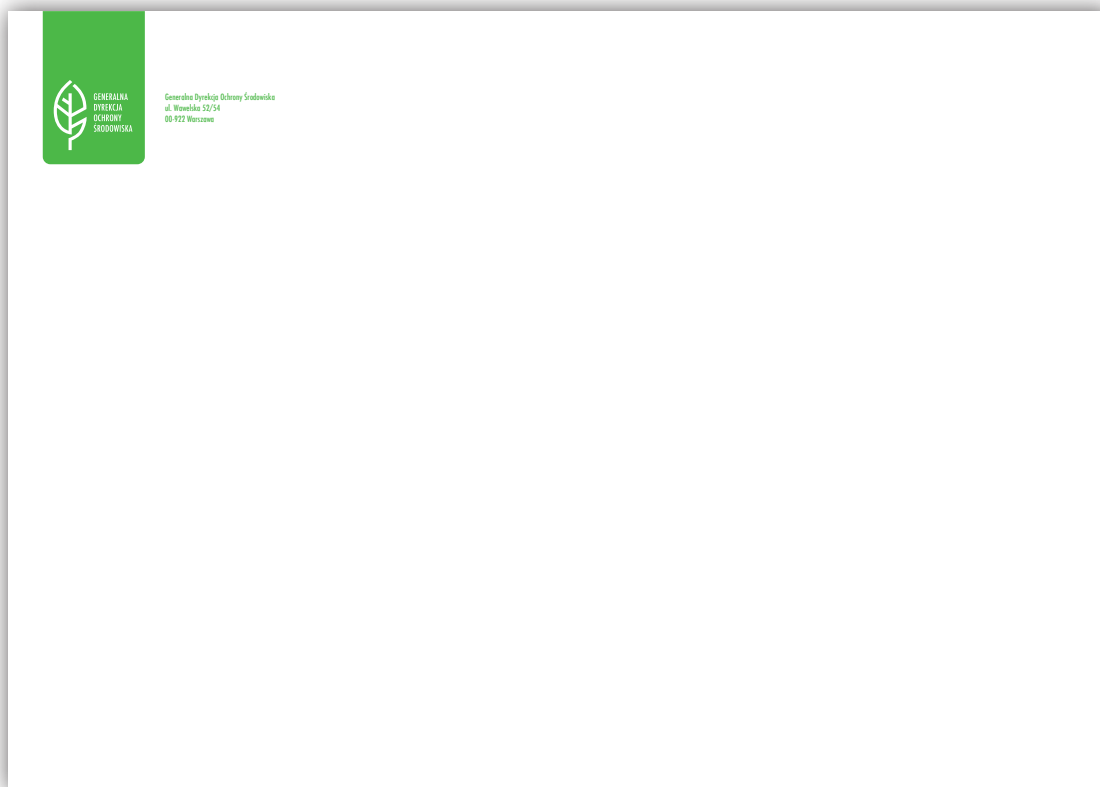 GENERALNA
DYREKCJA
OCHRONY
ŚRODOWISKA
Generalna Dyrekcja Ochrony Środowiska
ul. Wawelska 52/54
00-922 Warszawa